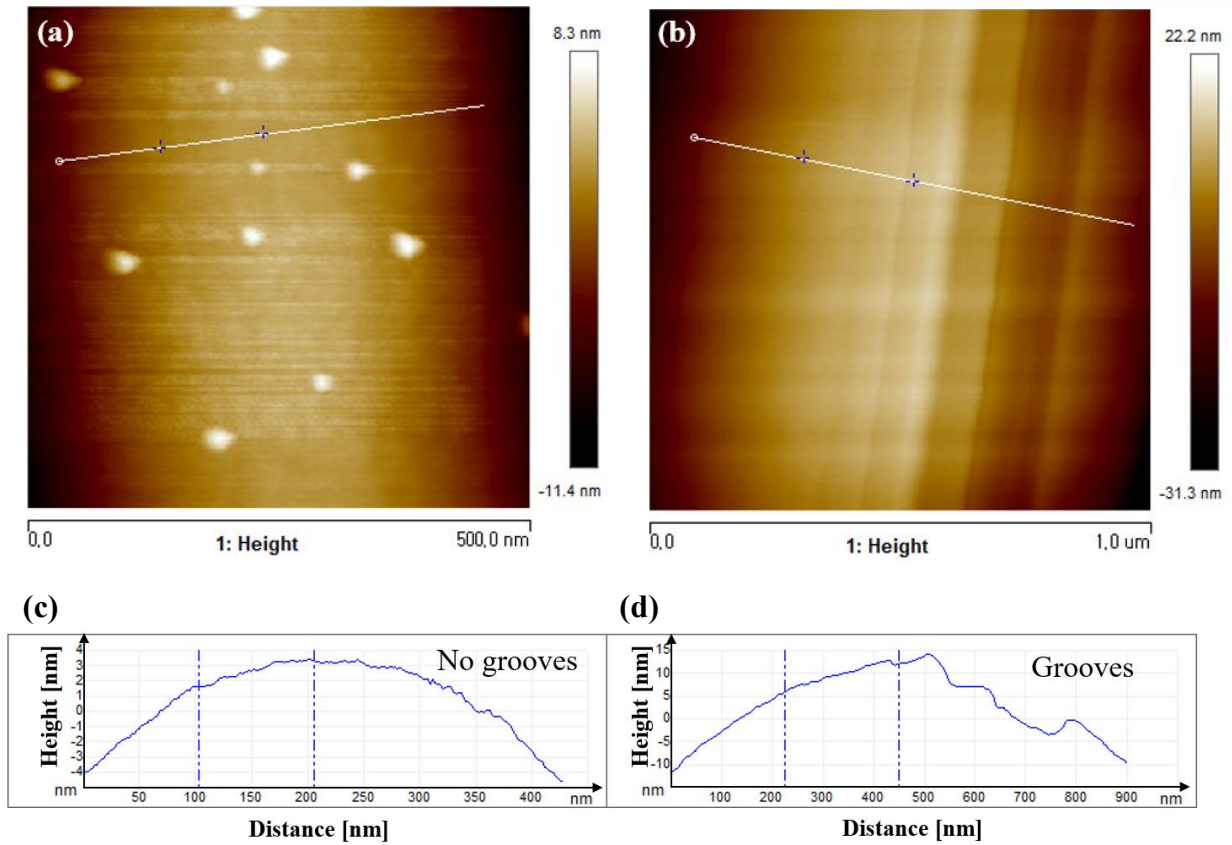 (a)
8.3 nm
-11.4 nm
0.0
1: Height
500.0 nm
(b)
22.2 nm
-31.3 nm
0.0
1: Height
1.0 um
(c)
Height [nm]
4
3
2
1
0
-1
-2
-3
-4
No grooves
nm
50
100
150
200
250
300
350
400
nm
Distance [nm]
(d)
Height [nm]
15
10
5
0
-5
-10
Grooves
nm
100
200
300
400
500
600
700
800
900
nm
Distance [nm]